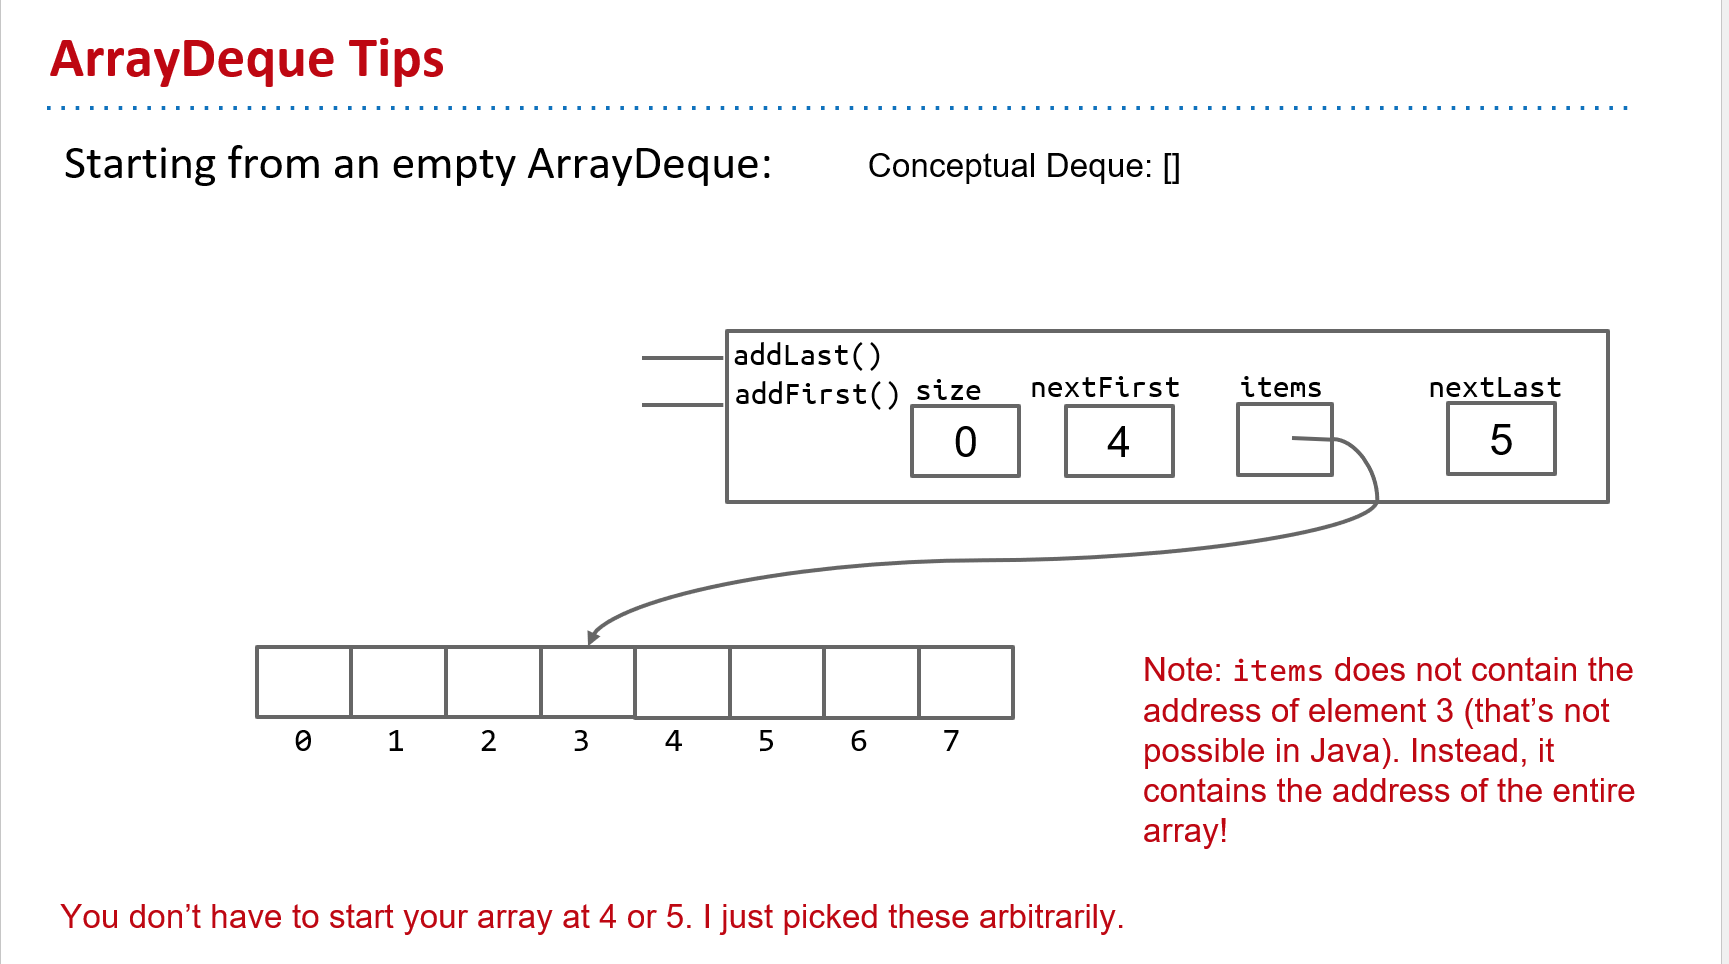 ArrayDeque Tips
Starting from an empty ArrayDeque:
Conceptual Deque: []
addLast()
addFirst()
size
nextFirst
items
nextLast
0
4
5
0 1 2 3 4 5 6 7
Note: items does not contain the
address of element 3 (that’s not
possible in Java). Instead, it
contains the address of the entire
array!
You don’t have to start your array at 4 or 5. I just picked these arbitrarily.